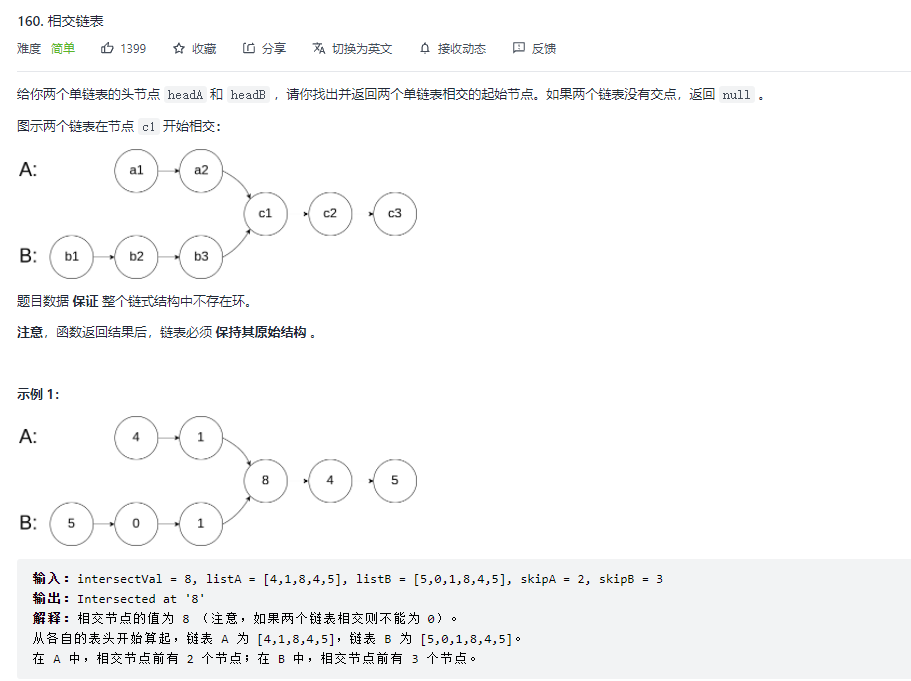 160. 相交链表
难度 简单 1399 收藏 分享 切换为英文 接收动态 反馈
给你两个单链表的头节点 headA 和 headB ，请你找出并返回两个单链表相交的起始节点。如果两个链表没有交点，返回 null 。
图示两个链表在节点 c1 开始相交：
A: a1 a2
c1 c2 c3
B: b1 b2 b3
题目数据 保证 整个链式结构中不存在环。
注意，函数返回结果后，链表必须 保持其原始结构 。
示例 1：
A: 4 1
8 4 5
B: 5 0 1
输入：intersectVal = 8, listA = [4,1,8,4,5], listB = [5,0,1,8,4,5], skipA = 2, skipB = 3
输出：Intersected at '8'
解释：相交节点的值为 8 （注意，如果两个链表相交则不能为 0）。
从各自的表头开始算起，链表 A 为 [4,1,8,4,5]，链表 B 为 [5,0,1,8,4,5]。
在 A 中，相交节点前有 2 个节点；在 B 中，相交节点前有 3 个节点。